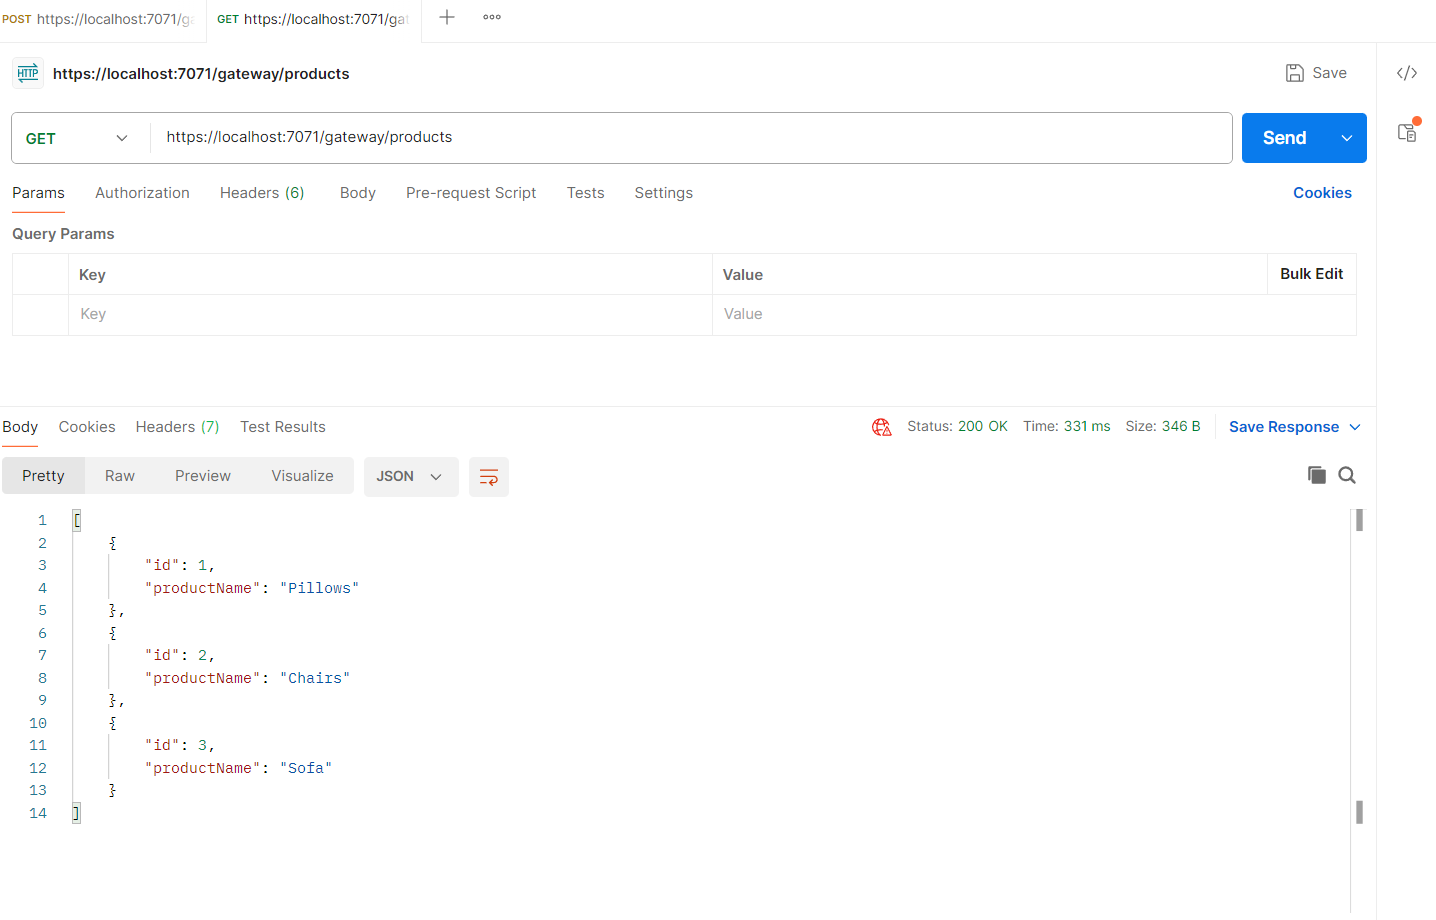 POST https://localhost:7071/ga
GET https://localhost:7071/gat
HTTP https://localhost:7071/gateway/products
Save
GET https://localhost:7071/gateway/products
Send
Params Authorization Headers (6) Body Pre-request Script Tests Settings Cookies
Query Params
Key Value Bulk Edit
Key Value
Body Cookies Headers (7) Test Results Status: 200 OK Time: 331 ms Size: 346 B Save Response
Pretty Raw Preview Visualize JSON
1 [
2 {
3 "id": 1,
4 "productName": "Pillows"
5 },
6 {
7 "id": 2,
8 "productName": "Chairs"
9 },
10 {
11 "id": 3,
12 "productName": "Sofa"
13 }
14 ]